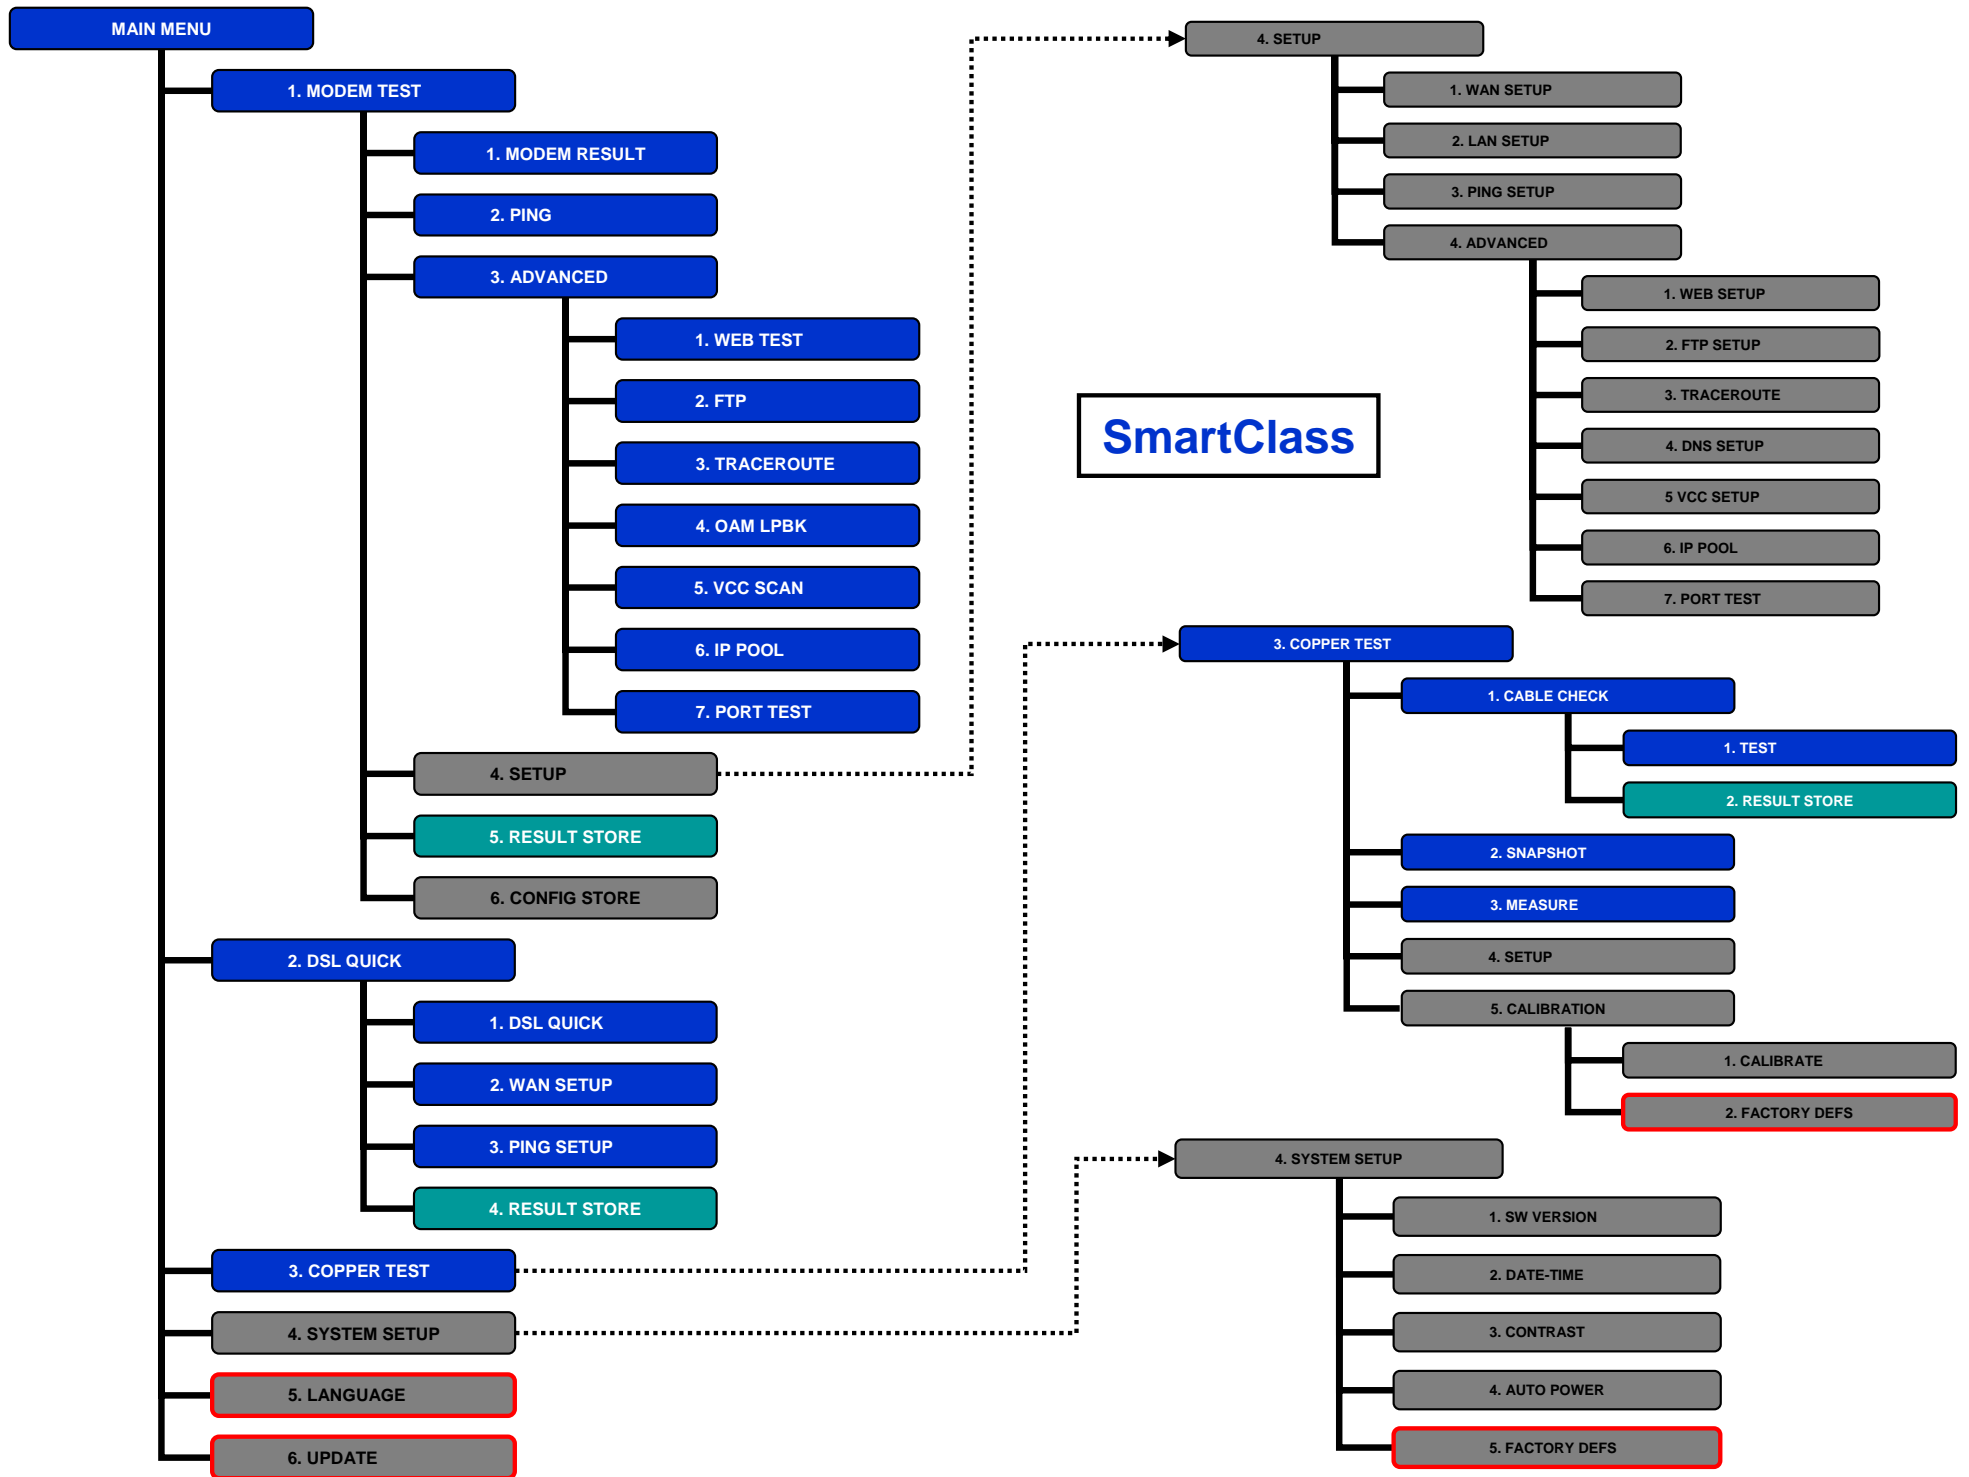 MAIN MENU
1. MODEM TEST
1. MODEM RESULT
2. PING
3. ADVANCED
1. WEB TEST
2. FTP
3. TRACEROUTE
4. OAM LPBK
5. VCC SCAN
6. IP POOL
7. PORT TEST
4. SETUP
5. RESULT STORE
6. CONFIG STORE
2. DSL QUICK
1. DSL QUICK
2. WAN SETUP
3. PING SETUP
4. RESULT STORE
3. COPPER TEST
4. SYSTEM SETUP
5. LANGUAGE
6. UPDATE
4. SETUP
1. WAN SETUP
2. LAN SETUP
3. PING SETUP
4. ADVANCED
1. WEB SETUP
2. FTP SETUP
3. TRACEROUTE
4. DNS SETUP
5 VCC SETUP
6. IP POOL
7. PORT TEST
SmartClass
3. COPPER TEST
1. CABLE CHECK
1. TEST
2. RESULT STORE
2. SNAPSHOT
3. MEASURE
4. SETUP
5. CALIBRATION
1. CALIBRATE
2. FACTORY DEFS
4. SYSTEM SETUP
1. SW VERSION
2. DATE-TIME
3. CONTRAST
4. AUTO POWER
5. FACTORY DEFS